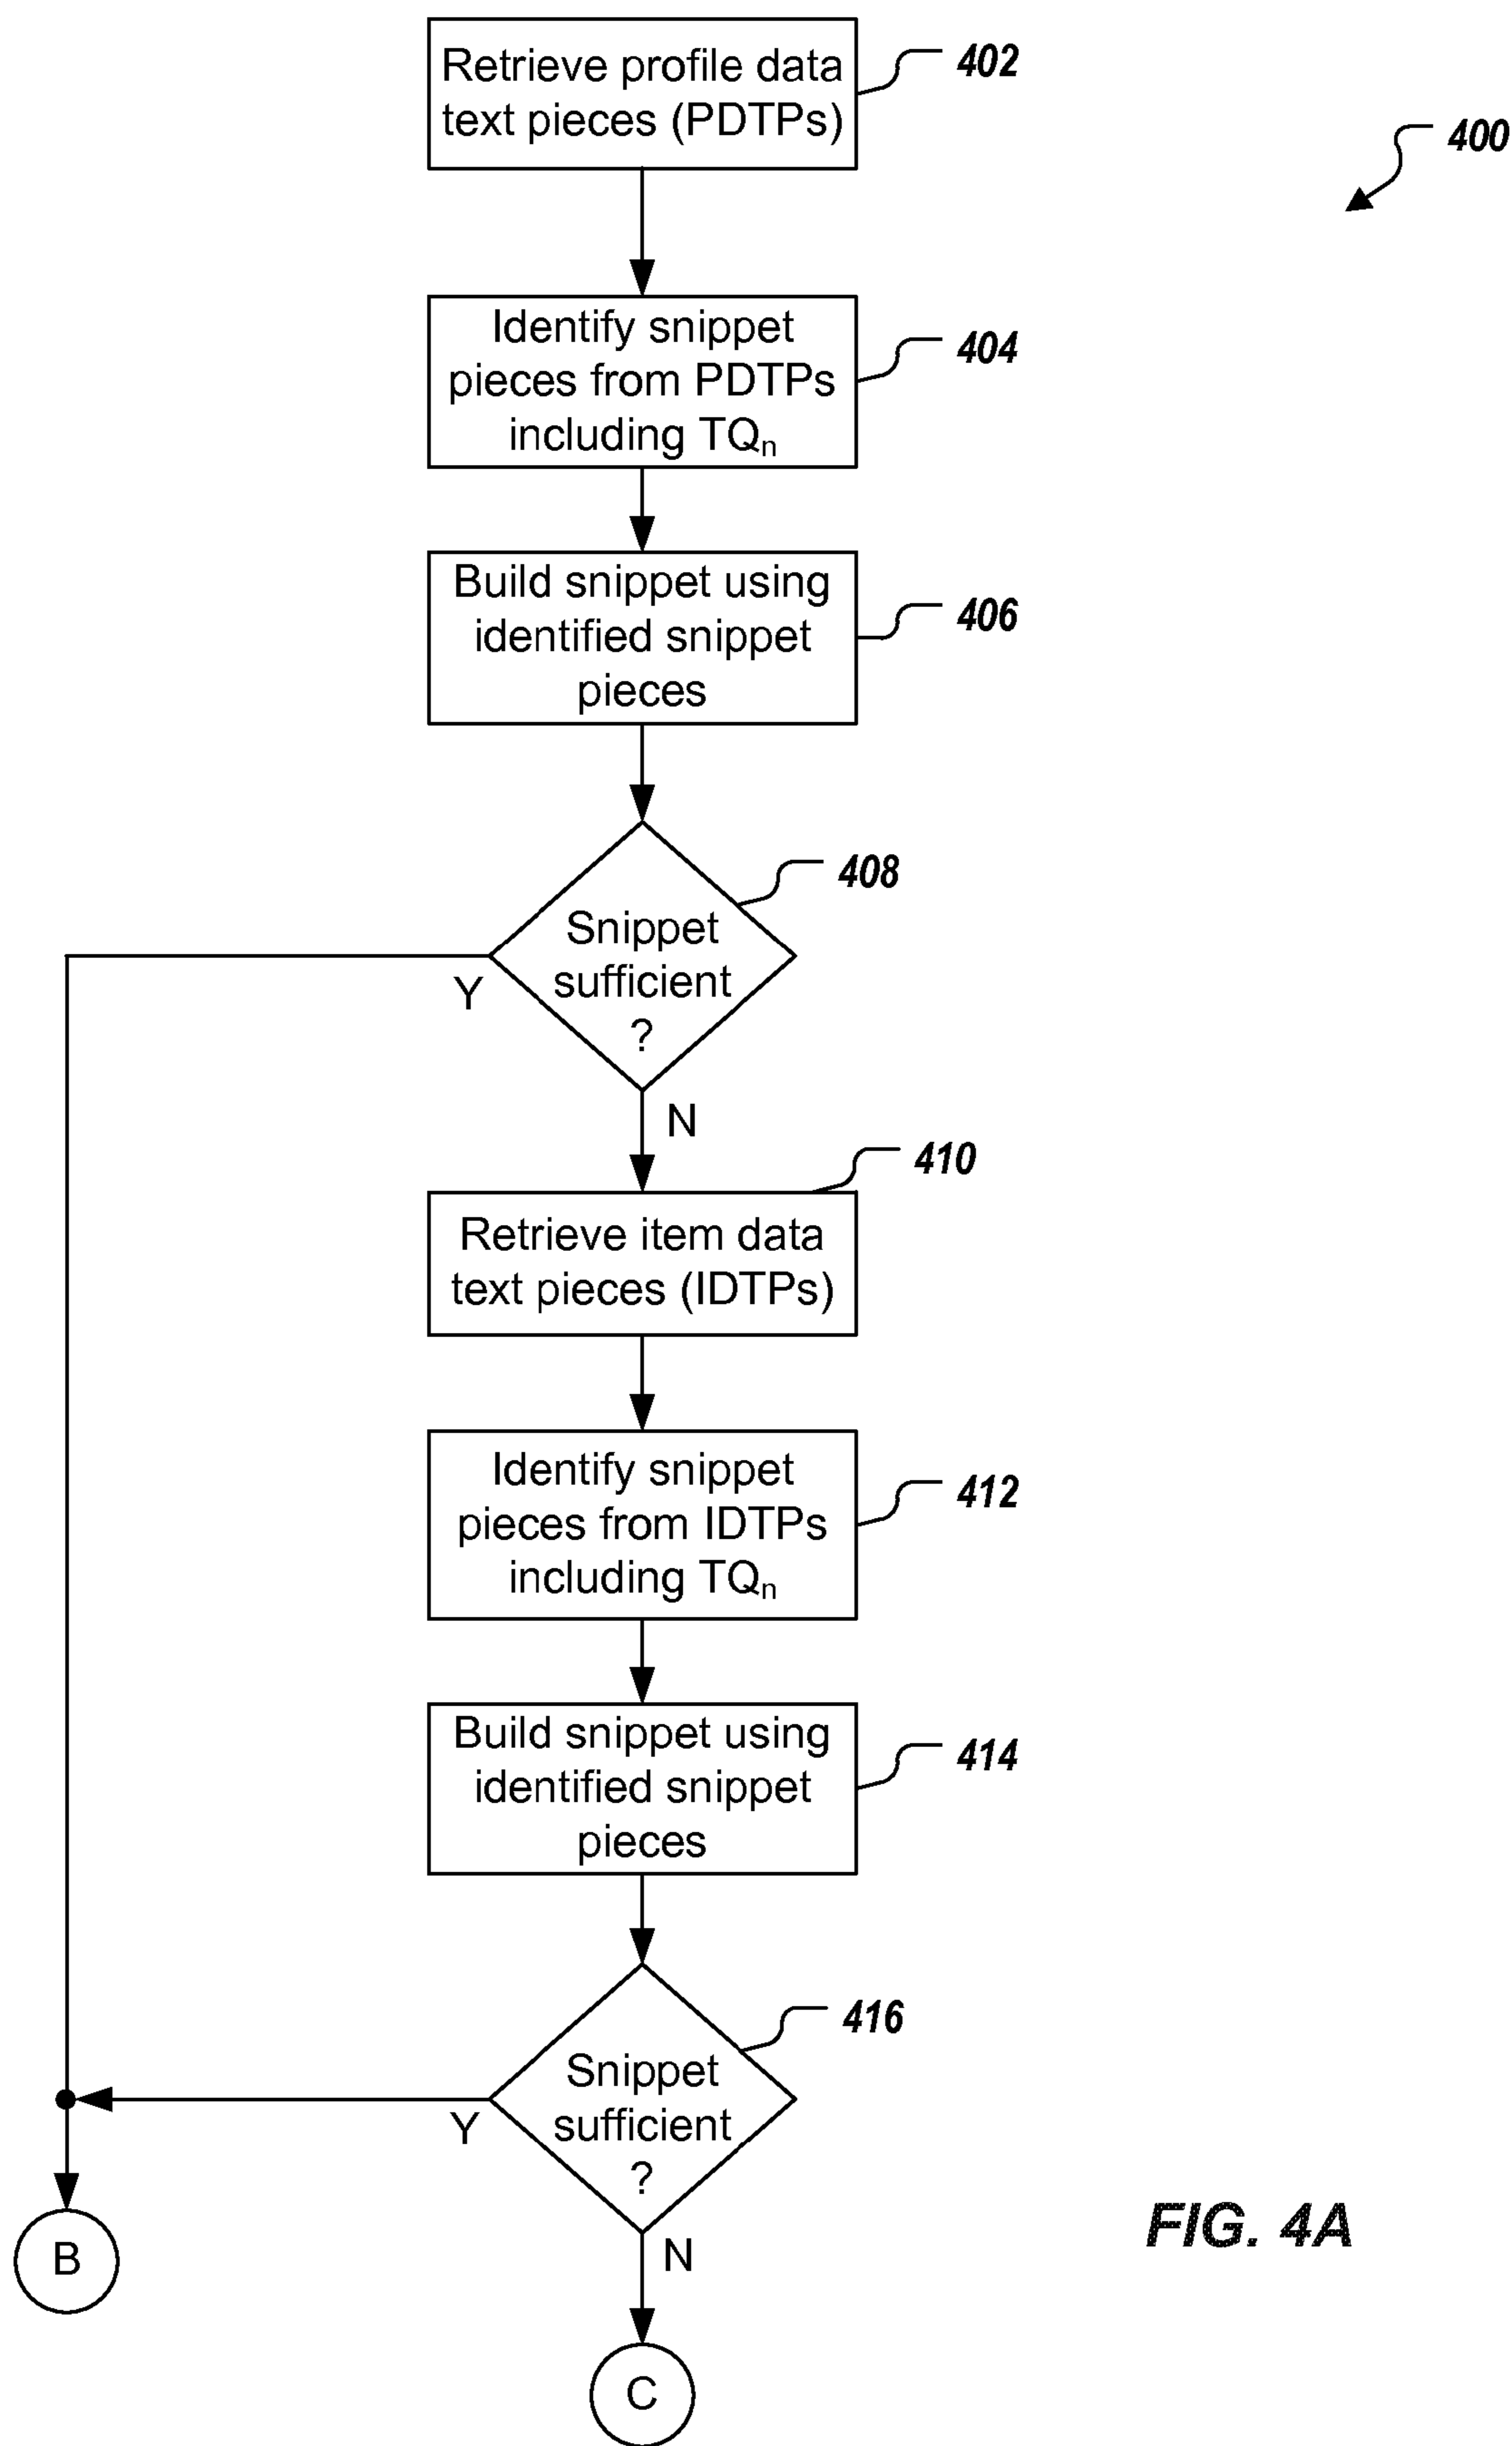 Retrieve profile data
text pieces (PDTPs)
402
400
Identify snippet
pieces from PDTPs
including TQn
404
Build snippet using
identified snippet
pieces
406
408
Snippet
sufficient
?
Y
N
410
Retrieve item data
text pieces (IDTPs)
Identify snippet
pieces from IDTPs
including TQn
412
Build snippet using
identified snippet
pieces
414
416
Snippet
sufficient
?
Y
N
B
C
FIG. 4A